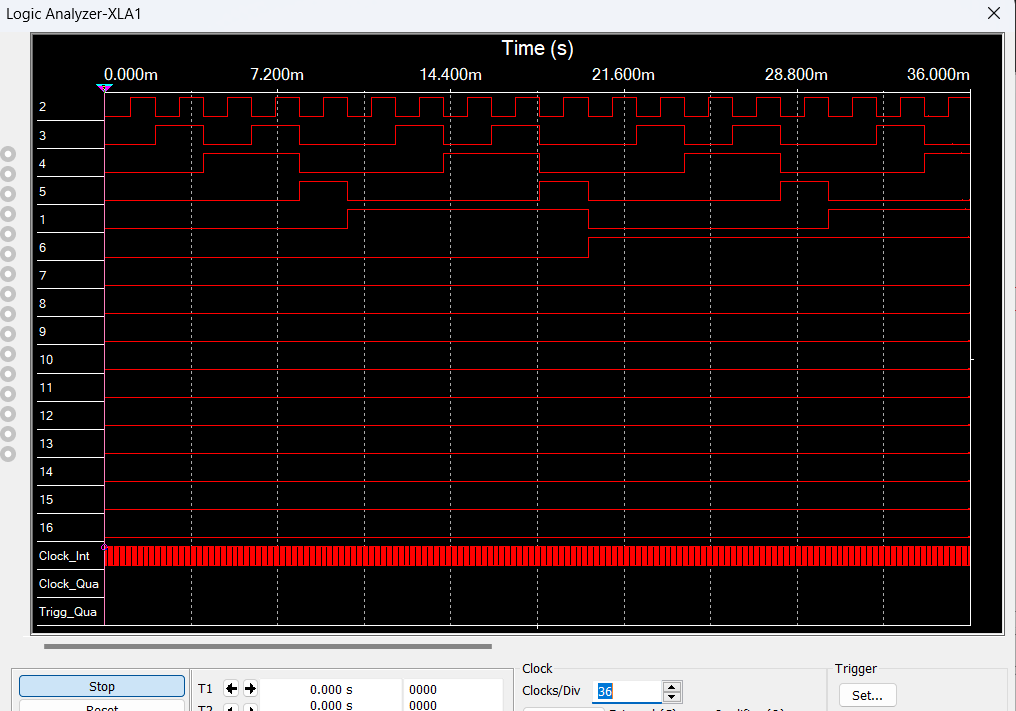 Logic Analyzer-XLA1
Time (s)
0.000m 7.200m 14.400m 21.600m 28.800m 36.000m
2
3
4
5
1
6
7
8
9
10
11
12
13
14
15
16
Clock_Int
Clock_Qua
Trigg_Qua
Clock Trigger
Stop T1 0.000 s 0000 Clocks/Div 36 Set...
Reset T2 0.000 s 0000